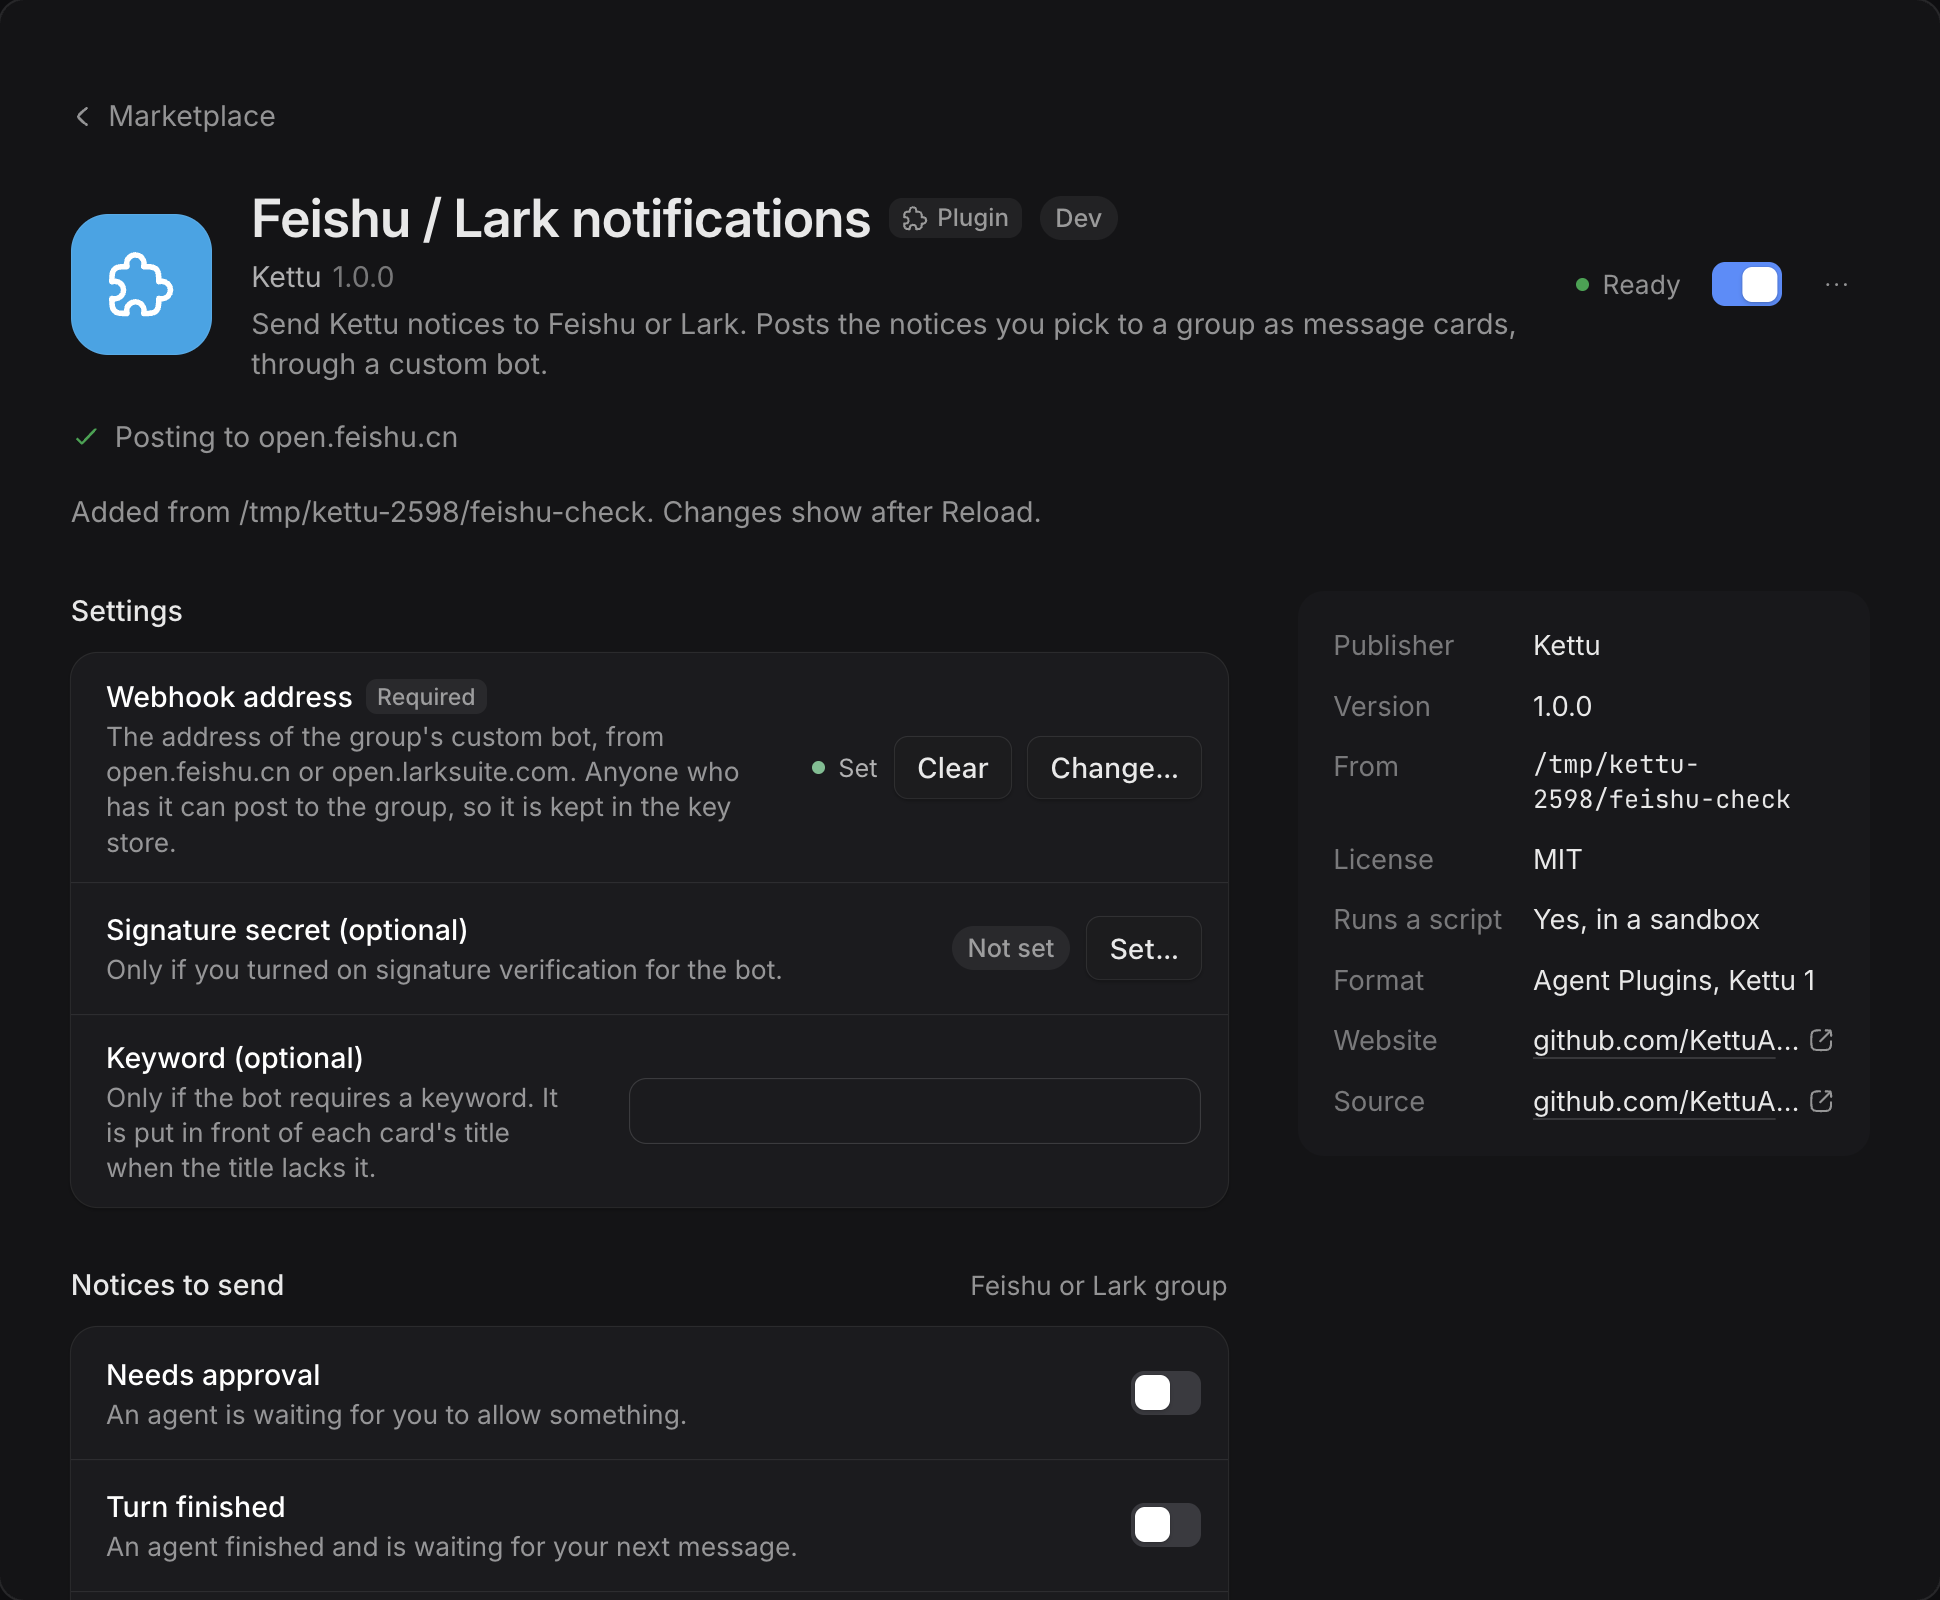 Marketplace
Feishu / Lark notifications
Plugin
Dev
Kettu 1.0.0
Send Kettu notices to Feishu or Lark. Posts the notices you pick to a group as message cards,
through a custom bot.
Ready
Posting to open.feishu.cn
Added from /tmp/kettu-2598/feishu-check. Changes show after Reload.
Settings
Webhook address
Required
The address of the group's custom bot, from
open.feishu.cn or open.larksuite.com. Anyone who
has it can post to the group, so it is kept in the key
store.
Set
Clear
Change...
Signature secret (optional)
Only if you turned on signature verification for the bot.
Not set
Set...
Keyword (optional)
Only if the bot requires a keyword. It
is put in front of each card's title
when the title lacks it.
Publisher Kettu
Version 1.0.0
From /tmp/kettu-
2598/feishu-check
License MIT
Runs a script Yes, in a sandbox
Format Agent Plugins, Kettu 1
Website github.com/KettuA...
Source github.com/KettuA...
Notices to send
Feishu or Lark group
Needs approval
An agent is waiting for you to allow something.
Turn finished
An agent finished and is waiting for your next message.